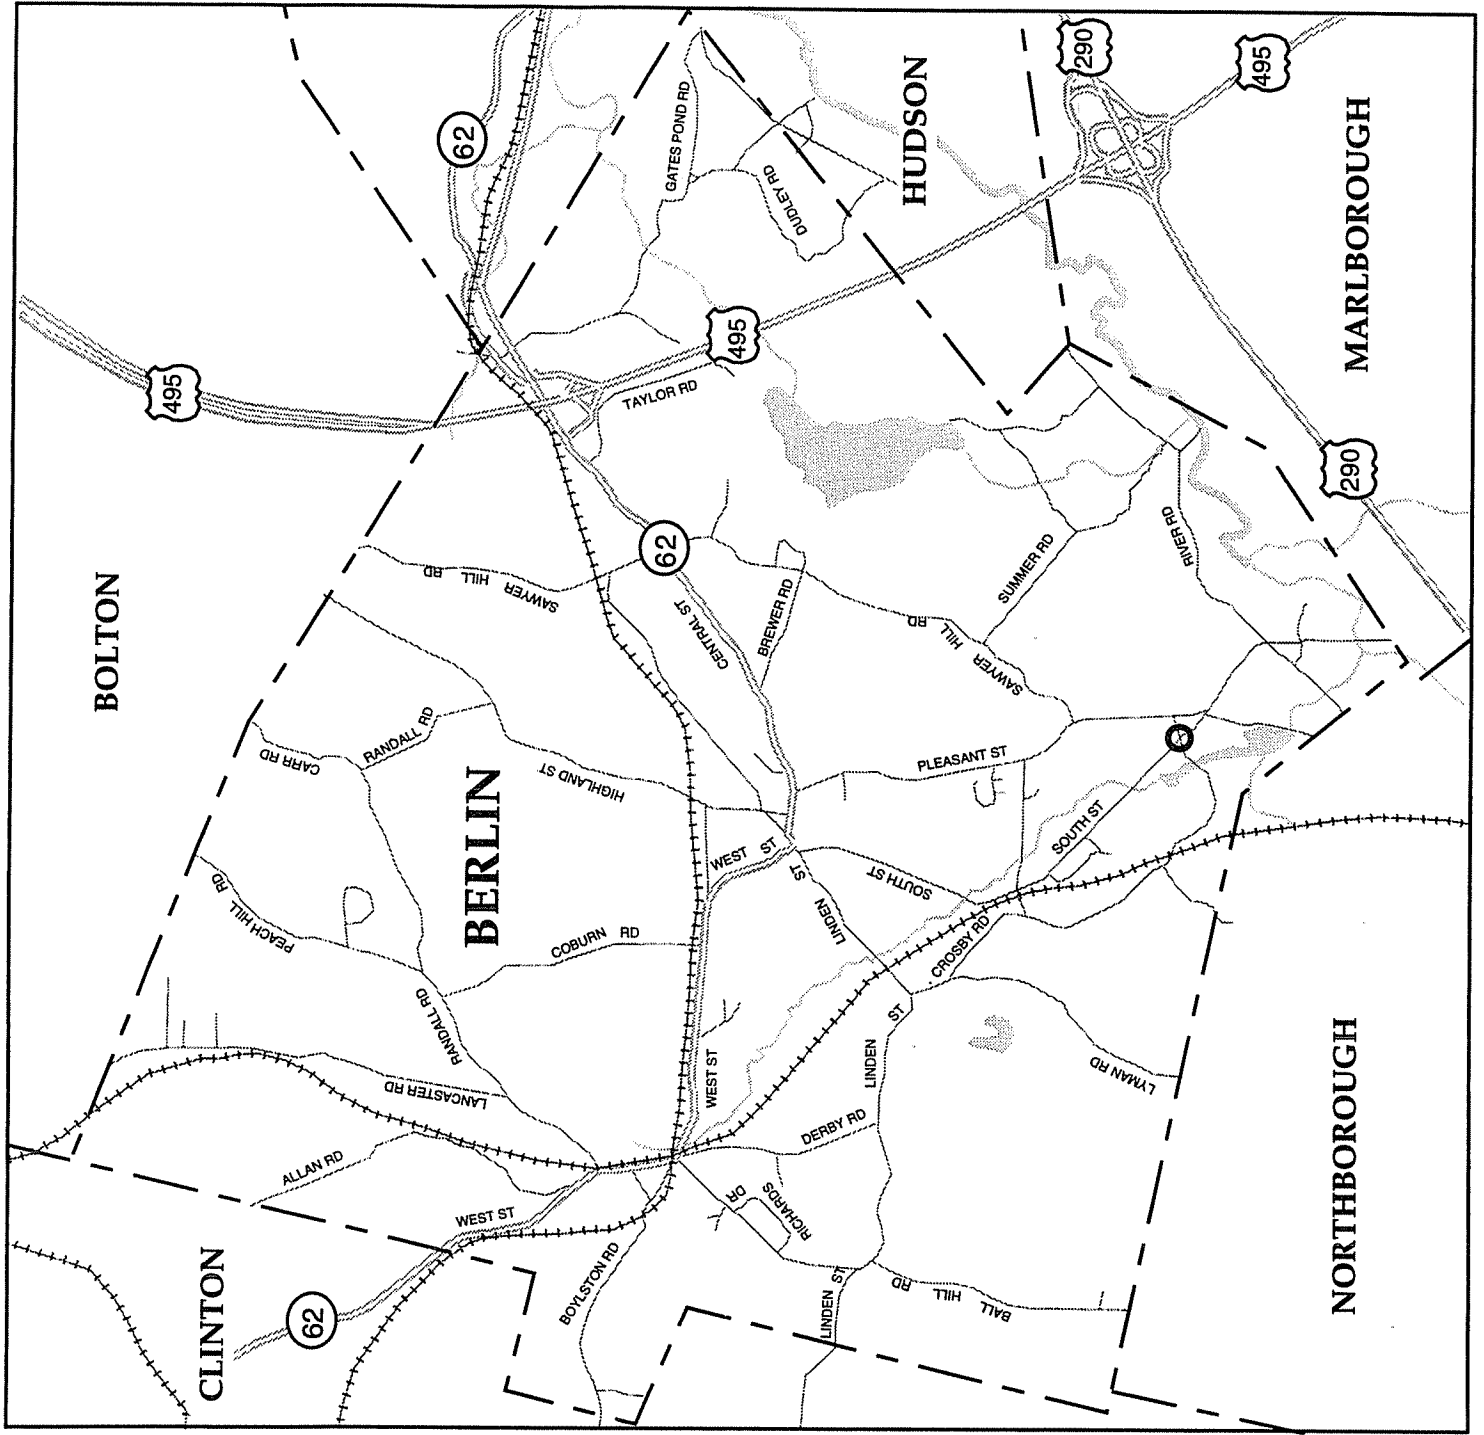 BOLTON
CLINTON
BERLIN
HUDSON
MARLBOROUGH
NORTHBOROUGH
495
62
290
495
495
290
62
62
GATES POND RD
DUDLEY RD
TAYLOR RD
SAWYER HILL RD
CENTRAL ST
BREWER RD
SUMMER RD
RIVER RD
SAWYER HILL RD
CARR RD
RANDALL RD
HIGHLAND ST
PLEASANT ST
SOUTH ST
WEST ST
LINDEN ST
SOUTH ST
PEACH HILL RD
COBURN RD
CROSBY RD
RANDALL RD
LINDEN ST
LANCASTER RD
WEST ST
LYMAN RD
DERBY RD
ALLAN RD
WEST ST
RICHARDS DR
BOYLSTON RD
LINDEN ST
BALL HILL RD